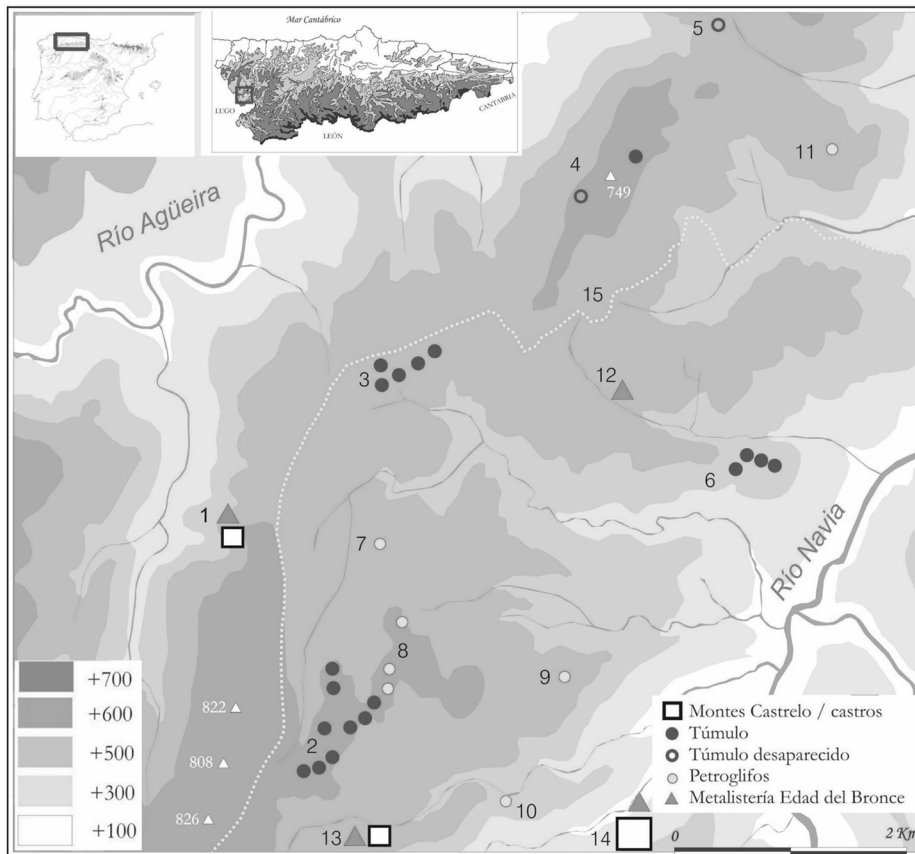 Mar Cantábrico
LUGO
LEÓN
CANTABRIA
5
11
4
749
Río Agüeira
15
3
12
6
1
7
Río Navia
8
9
2
822
808
826
10
13
14
+700
+600
+500
+300
+100
Montes Castrelo / castros
Túmulo
Túmulo desaparecido
Petroglifos
Metalistería Edad del Bronce
0
2 Km